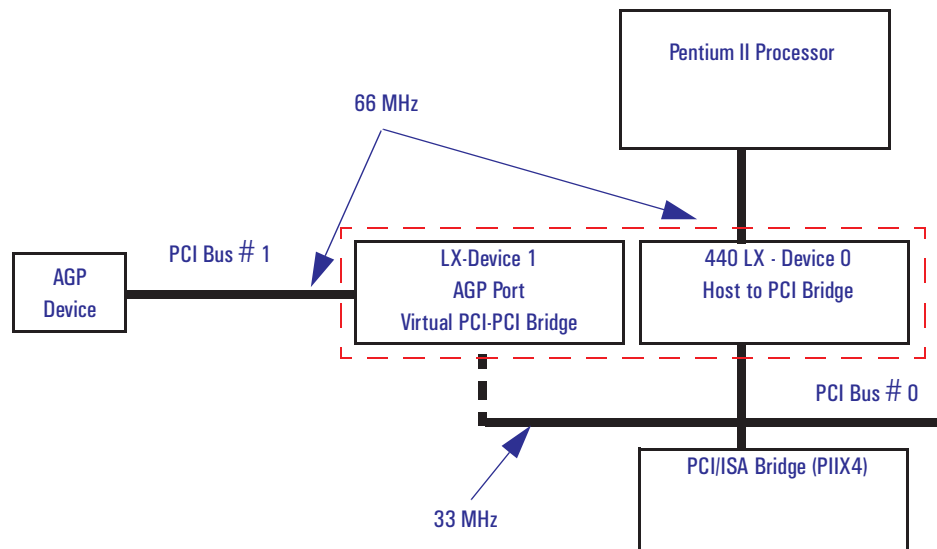 Pentium II Processor
66 MHz
PCI Bus # 1
AGP
Device
LX-Device 1
AGP Port
Virtual PCI-PCI Bridge
440 LX - Device 0
Host to PCI Bridge
PCI Bus # 0
PCI/ISA Bridge (PIIX4)
33 MHz